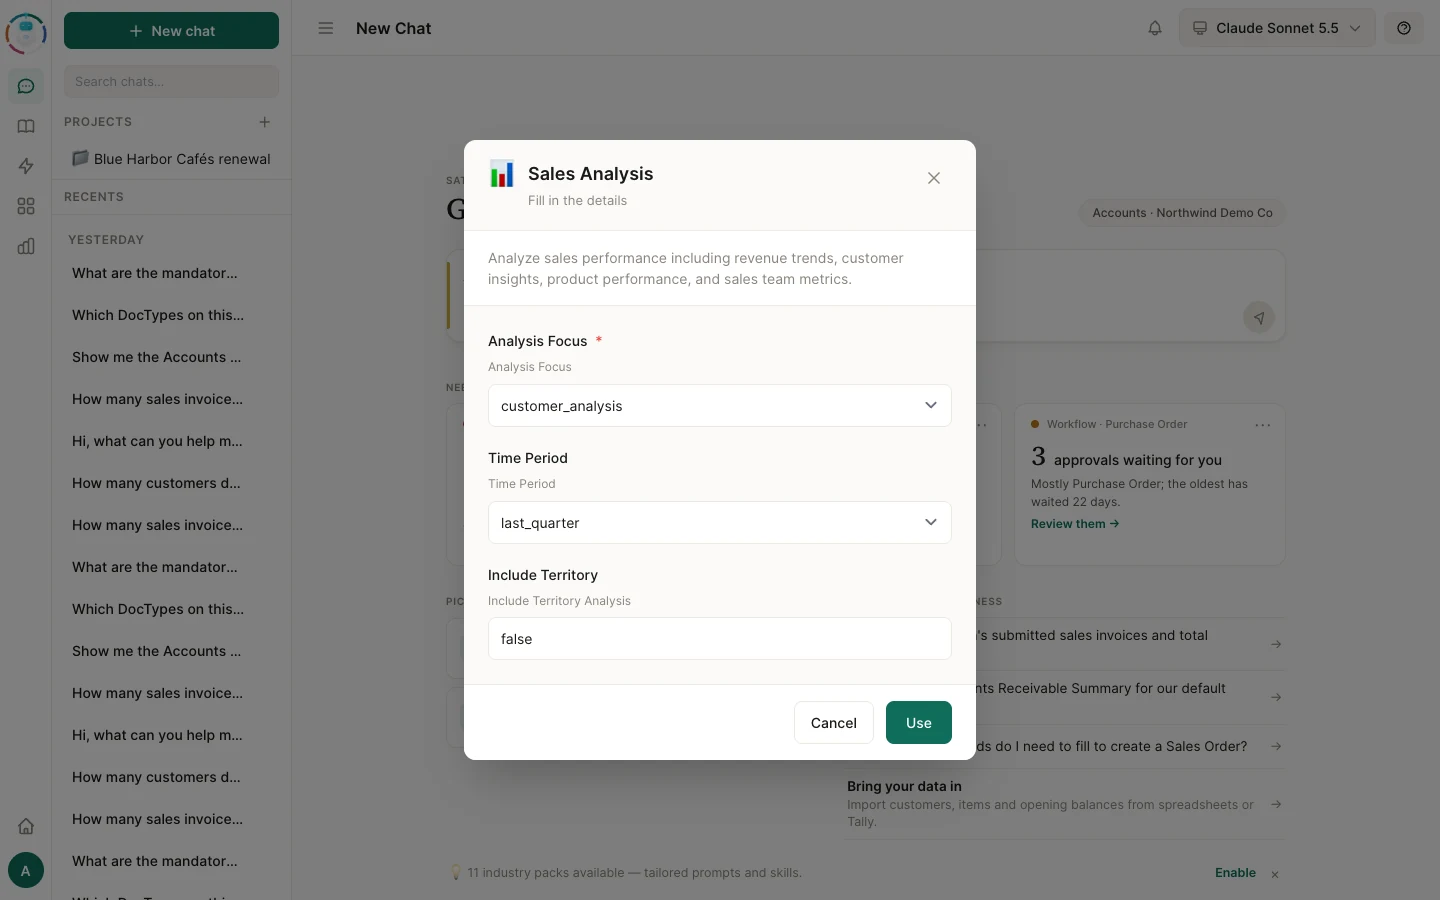 New chat
Search chats...
PROJECTS
Blue Harbor Cafés renewal
RECENTS
YESTERDAY
What are the mandator...
Which DocTypes on this...
Show me the Accounts ...
How many sales invoice...
Hi, what can you help m...
How many customers d...
How many sales invoice...
What are the mandator...
Which DocTypes on this...
Show me the Accounts ...
How many sales invoice...
Hi, what can you help m...
How many customers d...
How many sales invoice...
What are the mandator...
A
New Chat
Claude Sonnet 5.5
Accounts · Northwind Demo Co
Sales Analysis
Fill in the details
Analyze sales performance including revenue trends, customer
insights, product performance, and sales team metrics.
Analysis Focus *
Analysis Focus
customer_analysis
Time Period
Time Period
last_quarter
Include Territory
Include Territory Analysis
false
Cancel
Use
Workflow · Purchase Order
3 approvals waiting for you
Mostly Purchase Order; the oldest has
waited 22 days.
Review them →
's submitted sales invoices and total
nts Receivable Summary for our default
ds do I need to fill to create a Sales Order?
Bring your data in
Import customers, items and opening balances from spreadsheets or
Tally.
11 industry packs available — tailored prompts and skills.
Enable